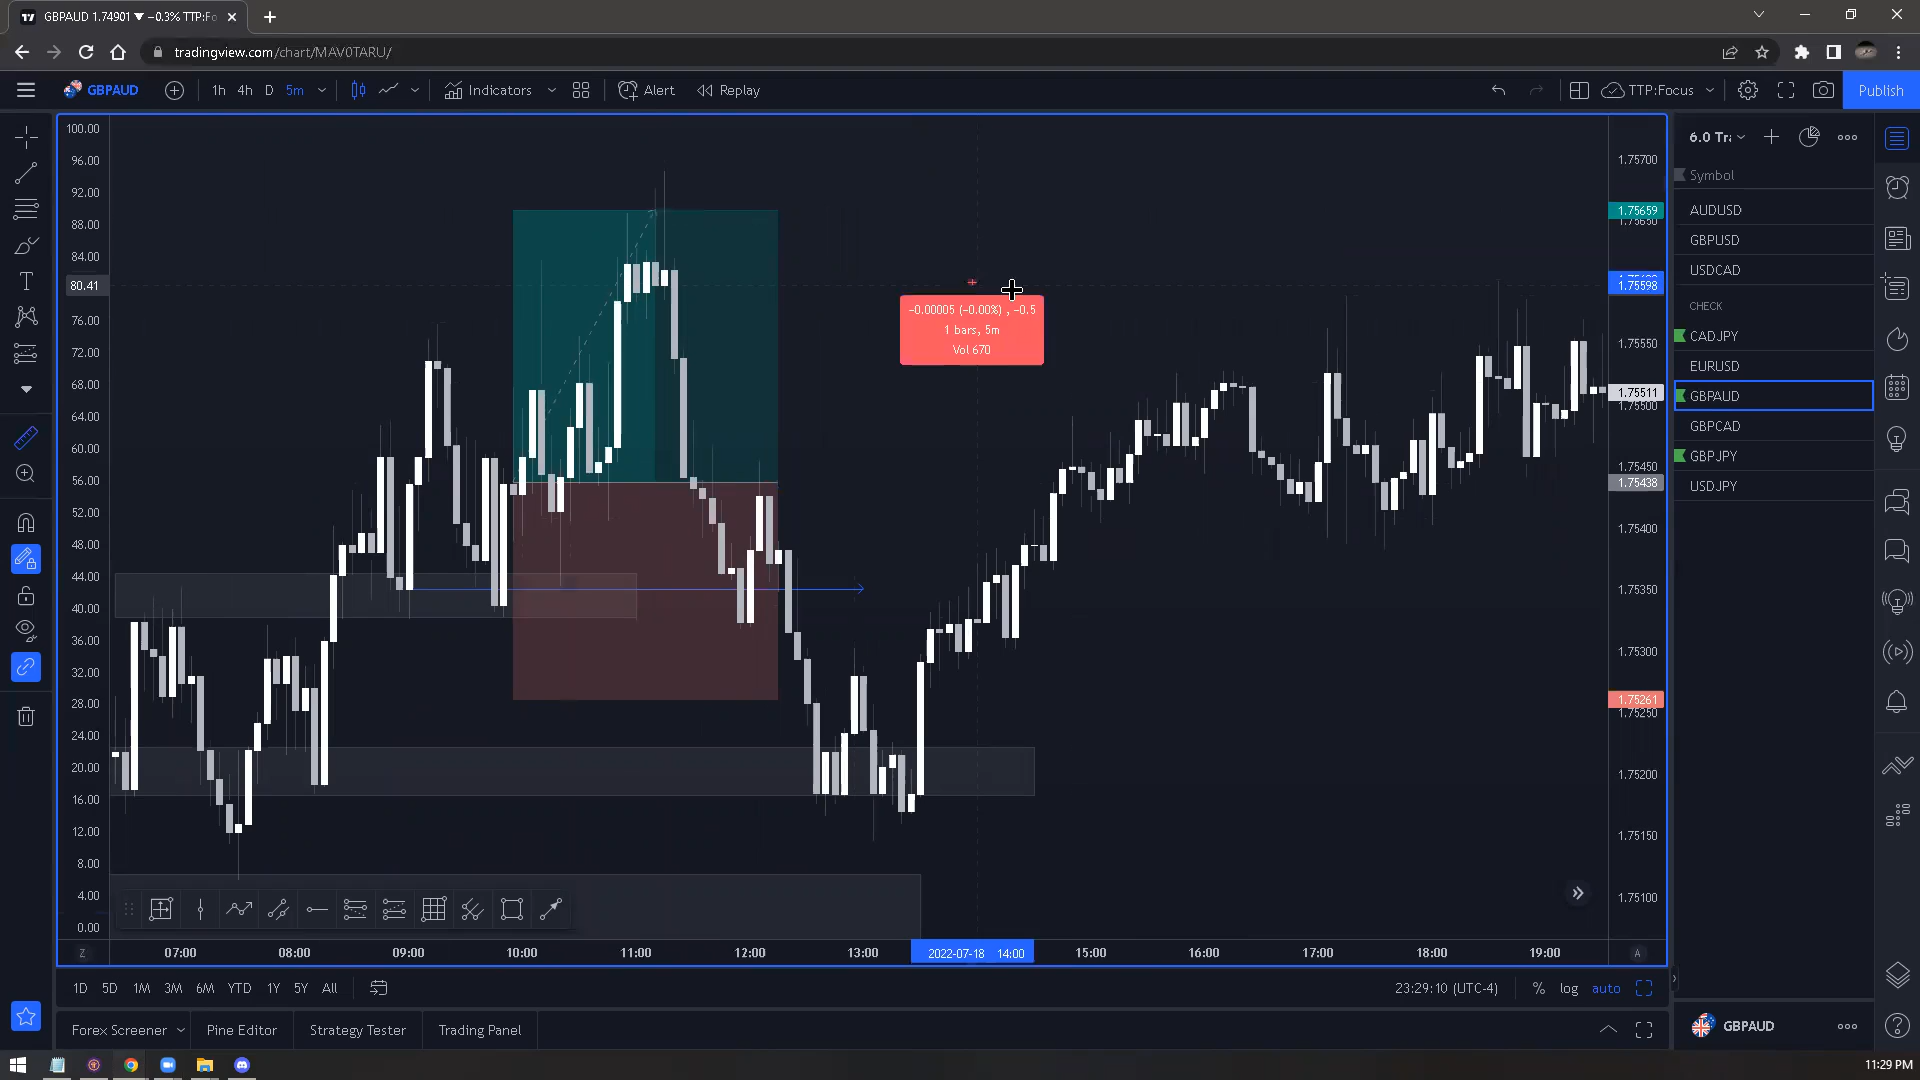 GBPAUD 1.74901 ▼ −0.3% TTP:Fo
tradingview.com/chart/MAV0TARU/
GBPAUD
1h 4h D 5m
Indicators
Alert
Replay
TTP:Focus
Publish
100.00
96.00
92.00
88.00
84.00
80.41
76.00
72.00
68.00
64.00
60.00
56.00
52.00
48.00
44.00
40.00
36.00
32.00
28.00
24.00
20.00
16.00
12.00
8.00
4.00
0.00
−0.00005 (−0.00%) , −0.5
1 bars, 5m
Vol 670
1.75700
1.75659
1.75650
1.75598
1.75550
1.75511
1.75500
1.75450
1.75438
1.75400
1.75350
1.75300
1.75261
1.75250
1.75200
1.75150
1.75100
6.0 Tr
Symbol
AUDUSD
GBPUSD
USDCAD
CHECK
CADJPY
EURUSD
GBPAUD
GBPCAD
GBPJPY
USDJPY
Z 07:00 08:00 09:00 10:00 11:00 12:00 13:00 2022-07-18 14:00 15:00 16:00 17:00 18:00 19:00 A
1D 5D 1M 3M 6M YTD 1Y 5Y All
23:29:10 (UTC-4) % log auto
Forex Screener Pine Editor Strategy Tester Trading Panel
GBPAUD
11:29 PM